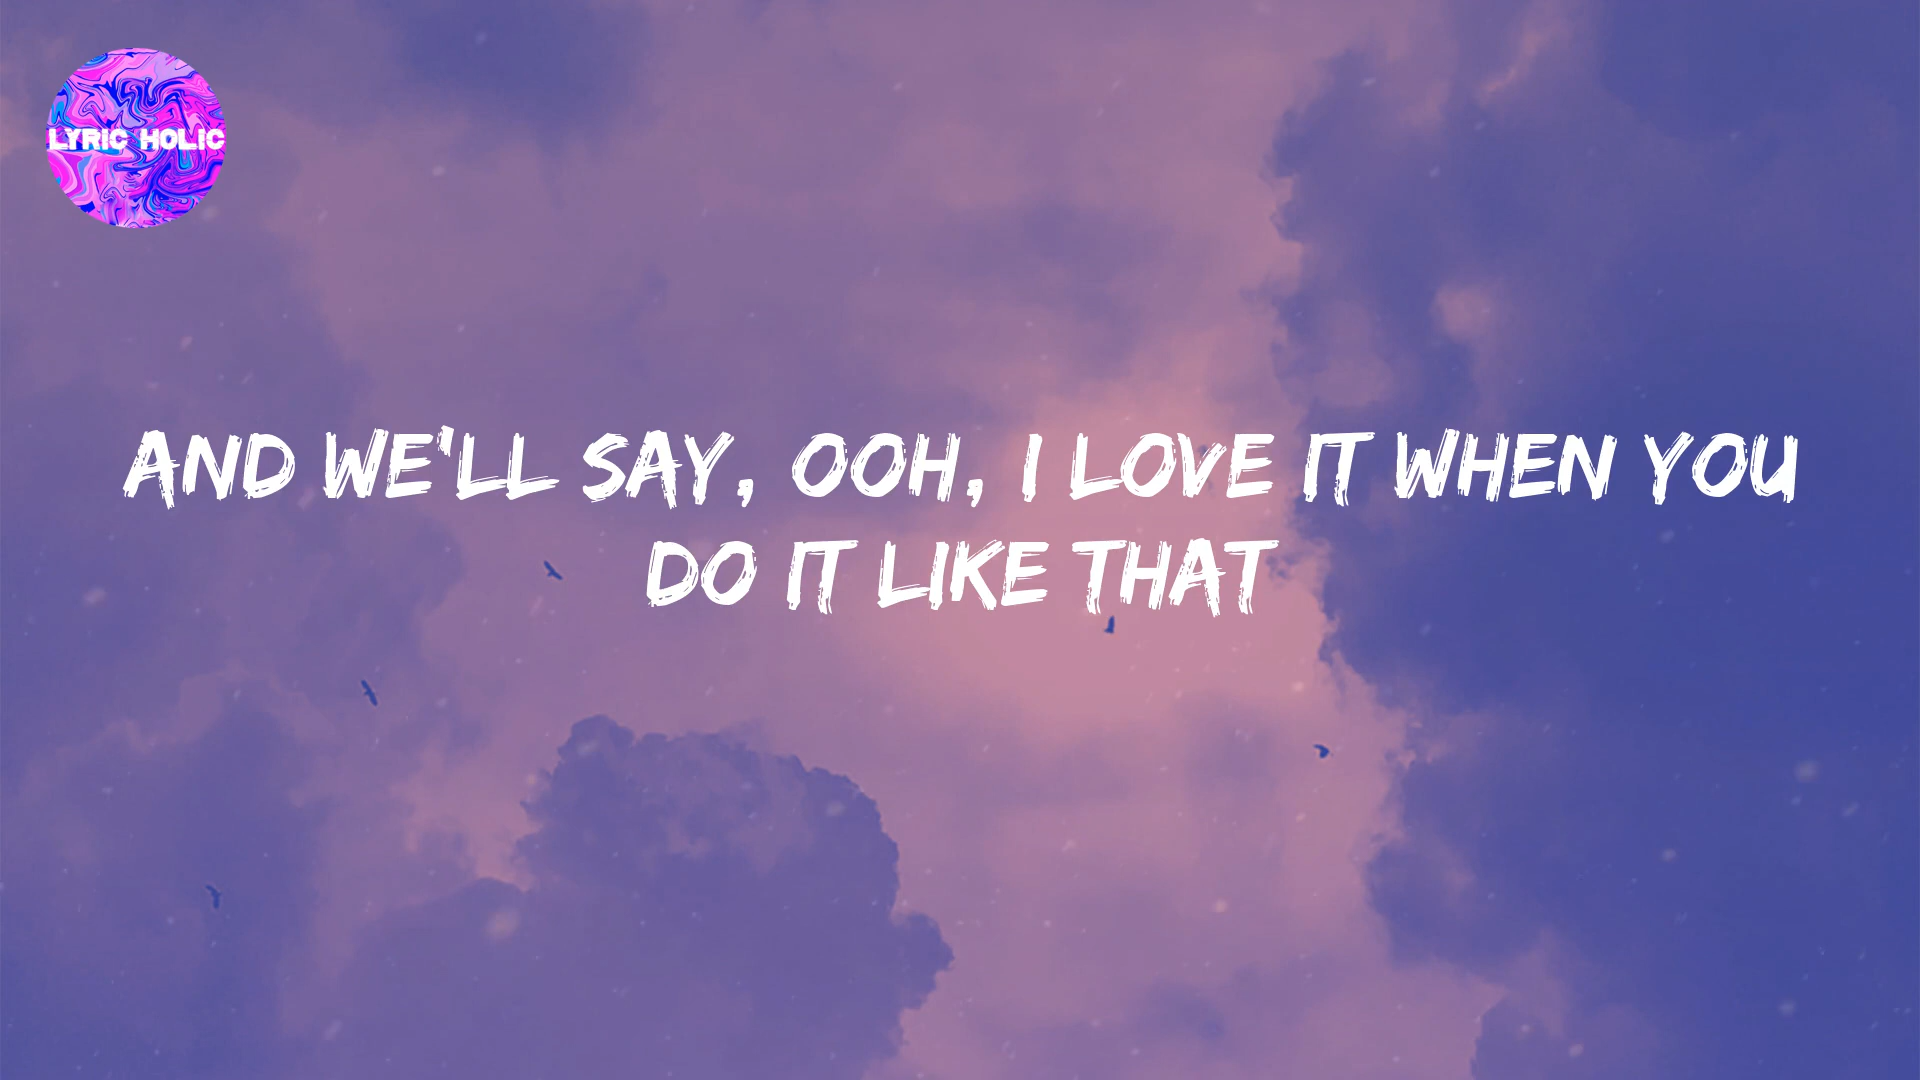 LYRIC HOLIC
AND WE'LL SAY, OOH, I LOVE IT WHEN YOU
DO IT LIKE THAT